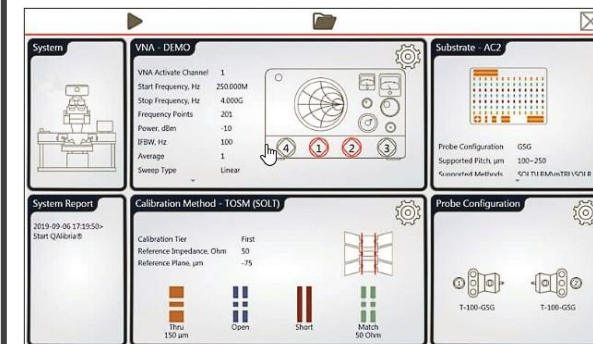 System
VNA - DEMO
VNA Activate Channel 1
Start Frequency, Hz 250.000M
Stop Frequency, Hz 4.000G
Frequency Points 201
Power, dBm -10
IFBW, Hz 100
Average 1
Sweep Type Linear
4 1 2 3
Substrate - AC2
Probe Configuration GSG
Supported Pitch, μm 100~250
Supported Methods
System Report
2019-09-06 17:19:50>
Start QAlibria®
Calibration Method - TOSM (SOLT)
Calibration Tier First
Reference Impedance, Ohm 50
Reference Plane, μm -75
Thru Open Short Match
150 μm 50 Ohm
Probe Configuration
1 2
T-100-GSG T-100-GSG